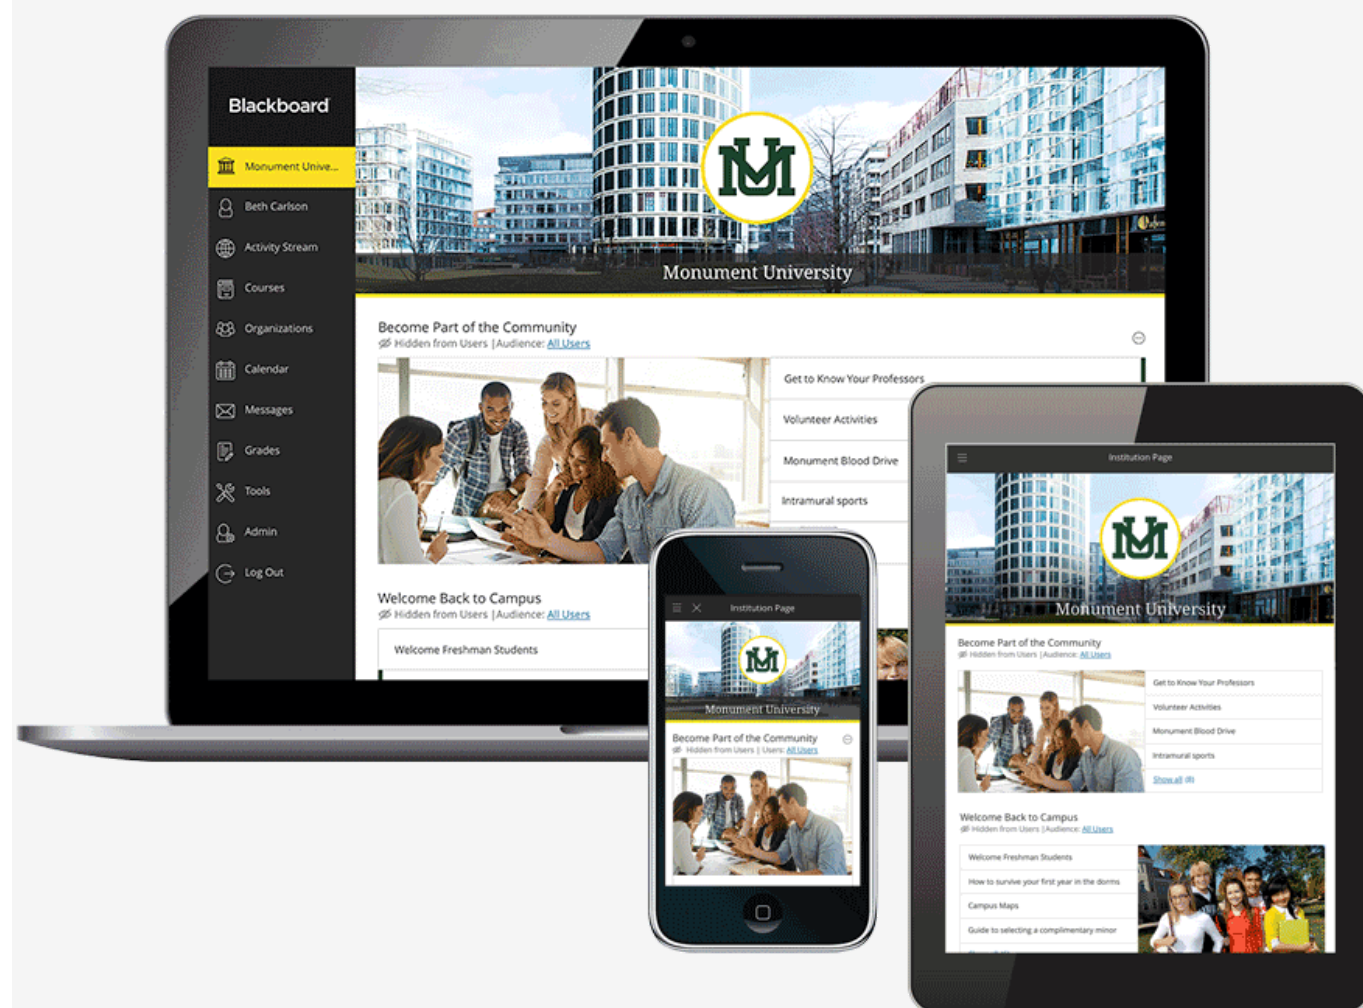 Blackboard
Monument Unive...
Beth Carlson
Activity Stream
Courses
Organizations
Calendar
Messages
Grades
Tools
Admin
Log Out
Monument University
Become Part of the Community
Hidden from Users | Audience: All Users
Get to Know Your Professors
Volunteer Activities
Monument Blood Drive
Intramural sports
Welcome Back to Campus
Hidden from Users | Audience: All Users
Welcome Freshman Students
Institution Page
Monument University
Become Part of the Community
Hidden from Users | Users: All Users
Institution Page
Monument University
Become Part of the Community
Hidden from Users | Audience: All Users
Get to Know Your Professors
Volunteer Activities
Monument Blood Drive
Intramural sports
Show all (8)
Welcome Back to Campus
Hidden from Users | Audience: All Users
Welcome Freshman Students
How to survive your first year in the dorms
Campus Maps
Guide to selecting a complimentary minor